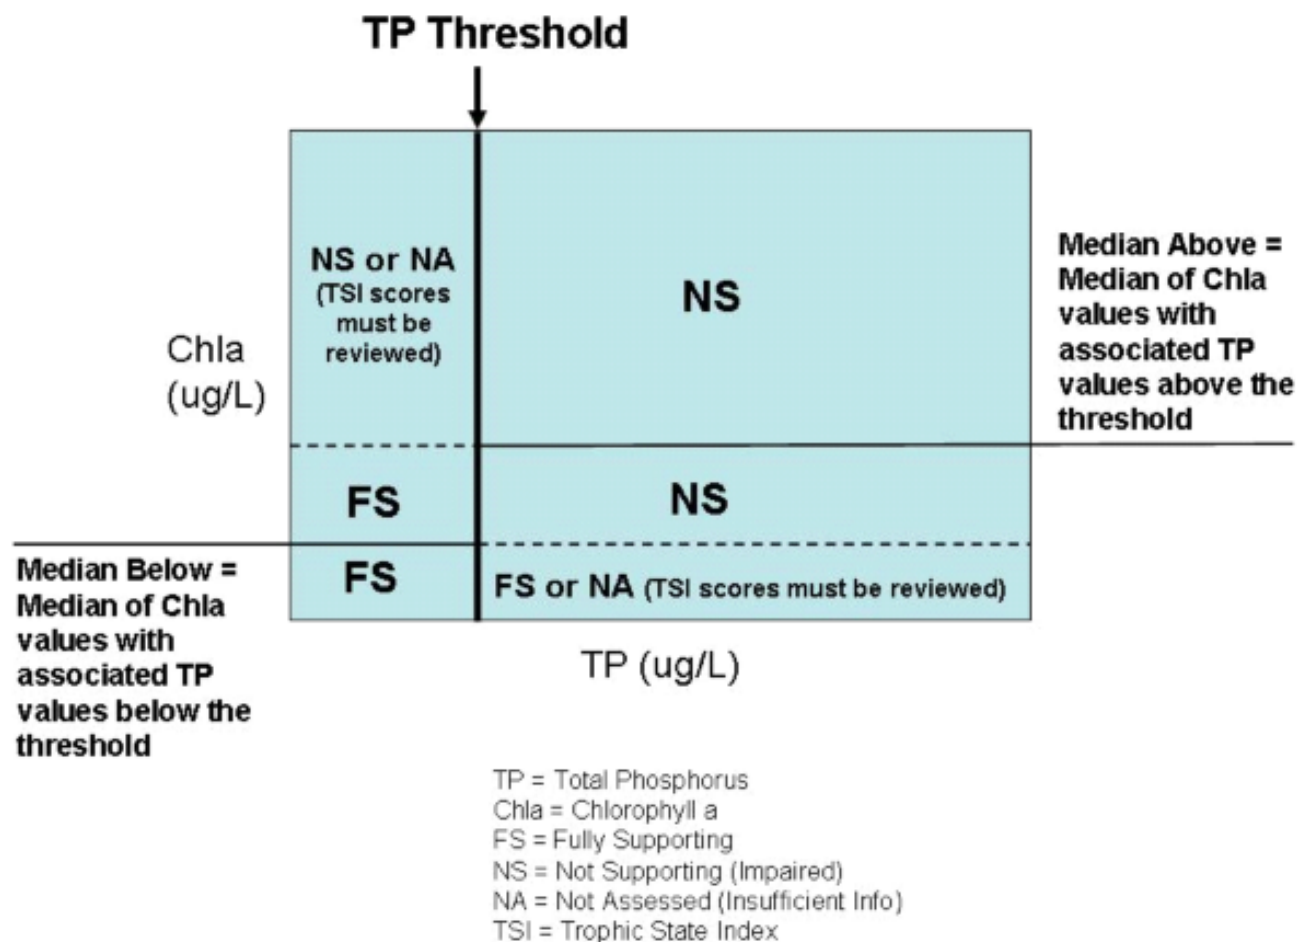 TP Threshold
NS or NA
(TSI scores
must be
reviewed)
NS
Median Above =
Median of Chla
values with
associated TP
values above the
threshold
Chla
(ug/L)
FS
NS
Median Below =
Median of Chla
values with
associated TP
values below the
threshold
FS
FS or NA (TSI scores must be reviewed)
TP (ug/L)
TP = Total Phosphorus
Chla = Chlorophyll a
FS = Fully Supporting
NS = Not Supporting (Impaired)
NA = Not Assessed (Insufficient Info)
TSI = Trophic State Index